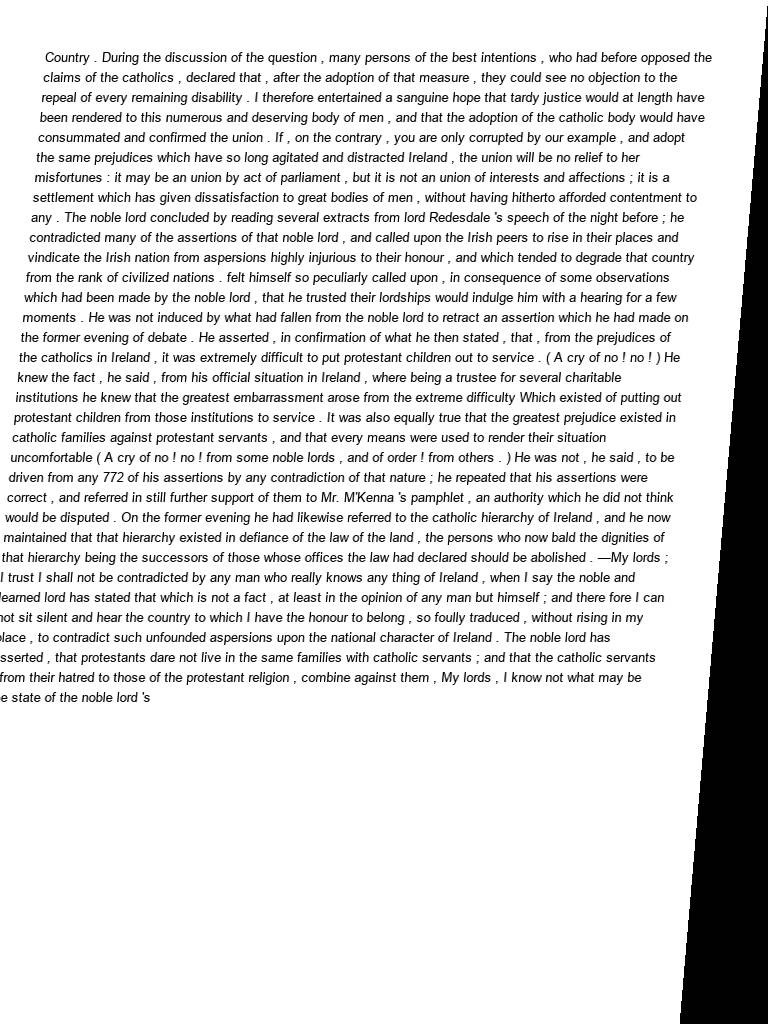 Country . During the discussion of the question , many persons of the best intentions , who had before opposed the
claims of the catholics , declared that , after the adoption of that measure , they could see no objection to the
repeal of every remaining disability . I therefore entertained a sanguine hope that tardy justice would at length have
been rendered to this numerous and deserving body of men , and that the adoption of the catholic body would have
consummated and confirmed the union . If , on the contrary , you are only corrupted by our example , and adopt
the same prejudices which have so long agitated and distracted Ireland , the union will be no relief to her
misfortunes : it may be an union by act of parliament , but it is not an union of interests and affections ; it is a
settlement which has given dissatisfaction to great bodies of men , without having hitherto afforded contentment to
any . The noble lord concluded by reading several extracts from lord Redesdale 's speech of the night before ; he
contradicted many of the assertions of that noble lord , and called upon the Irish peers to rise in their places and
vindicate the Irish nation from aspersions highly injurious to their honour , and which tended to degrade that country
from the rank of civilized nations . felt himself so peculiarly called upon , in consequence of some observations
which had been made by the noble lord , that he trusted their lordships would indulge him with a hearing for a few
moments . He was not induced by what had fallen from the noble lord to retract an assertion which he had made on
the former evening of debate . He asserted , in confirmation of what he then stated , that , from the prejudices of
the catholics in Ireland , it was extremely difficult to put protestant children out to service . ( A cry of no ! no ! ) He
knew the fact , he said , from his official situation in Ireland , where being a trustee for several charitable
institutions he knew that the greatest embarrassment arose from the extreme difficulty Which existed of putting out
protestant children from those institutions to service . It was also equally true that the greatest prejudice existed in
catholic families against protestant servants , and that every means were used to render their situation
uncomfortable ( A cry of no ! no ! from some noble lords , and of order ! from others . ) He was not , he said , to be
driven from any 772 of his assertions by any contradiction of that nature ; he repeated that his assertions were
correct , and referred in still further support of them to Mr. M'Kenna 's pamphlet , an authority which he did not think
would be disputed . On the former evening he had likewise referred to the catholic hierarchy of Ireland , and he now
maintained that that hierarchy existed in defiance of the law of the land , the persons who now bald the dignities of
that hierarchy being the successors of those whose offices the law had declared should be abolished . —My lords ;
I trust I shall not be contradicted by any man who really knows any thing of Ireland , when I say the noble and
learned lord has stated that which is not a fact , at least in the opinion of any man but himself ; and there fore I can
not sit silent and hear the country to which I have the honour to belong , so foully traduced , without rising in my
place , to contradict such unfounded aspersions upon the national character of Ireland . The noble lord has
sserted , that protestants dare not live in the same families with catholic servants ; and that the catholic servants
from their hatred to those of the protestant religion , combine against them , My lords , I know not what may be
e state of the noble lord 's